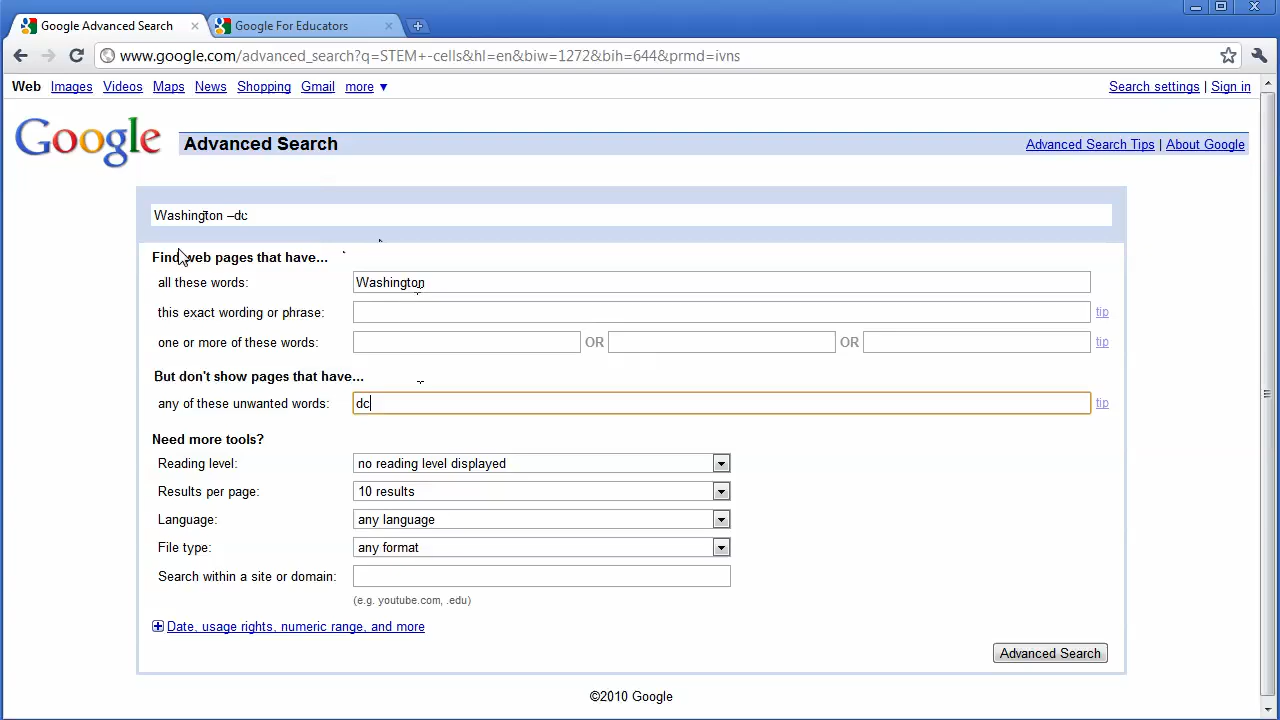 Google Advanced Search
Google For Educators
www.google.com/advanced_search?q=STEM+-cells&hl=en&biw=1272&bih=644&prmd=ivns
Web Images Videos Maps News Shopping Gmail more ▼
Search settings | Sign in
Google
Advanced Search
Advanced Search Tips | About Google
Washington –dc
Find web pages that have...
all these words: Washington
this exact wording or phrase: tip
one or more of these words: OR OR tip
But don't show pages that have...
any of these unwanted words: dc tip
Need more tools?
Reading level: no reading level displayed
Results per page: 10 results
Language: any language
File type: any format
Search within a site or domain:
(e.g. youtube.com, .edu)
Date, usage rights, numeric range, and more
Advanced Search
©2010 Google